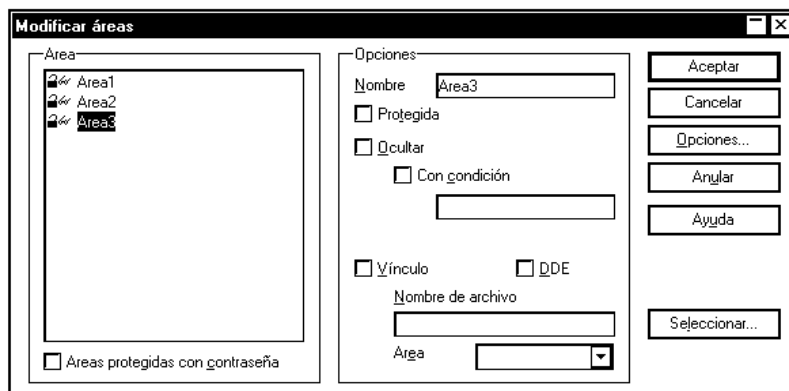 Modificar áreas
Area
Area1
Area2
Area3
Areas protegidas con contraseña
Opciones
Nombre
Area3
Protegida
Ocultar
Con condición
Vínculo
DDE
Nombre de archivo
Area
Aceptar
Cancelar
Opciones...
Anular
Ayuda
Seleccionar...